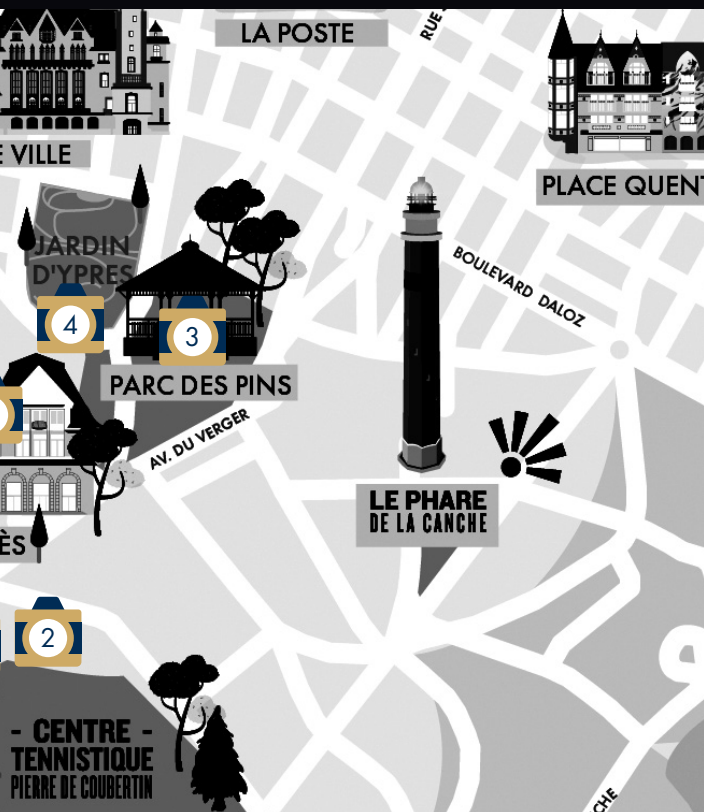 LA POSTE
RUE
E VILLE
PLACE QUENT
JARDIN
D'YPRES
BOULEVARD DALOZ
4
3
PARC DES PINS
AV. DU VERGER
LE PHARE
DE LA CANCHE
ÈS
2
- CENTRE -
TENNISTIQUE
PIERRE DE COUBERTIN
CHE